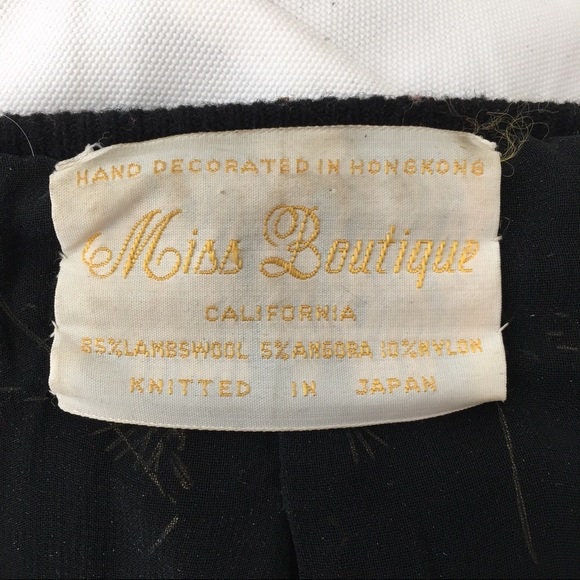 HAND DECORATED IN HONGKONG
Miss Boutique
CALIFORNIA
85% LAMBSWOOL 5% ANGORA 10% NYLON
KNITTED IN JAPAN